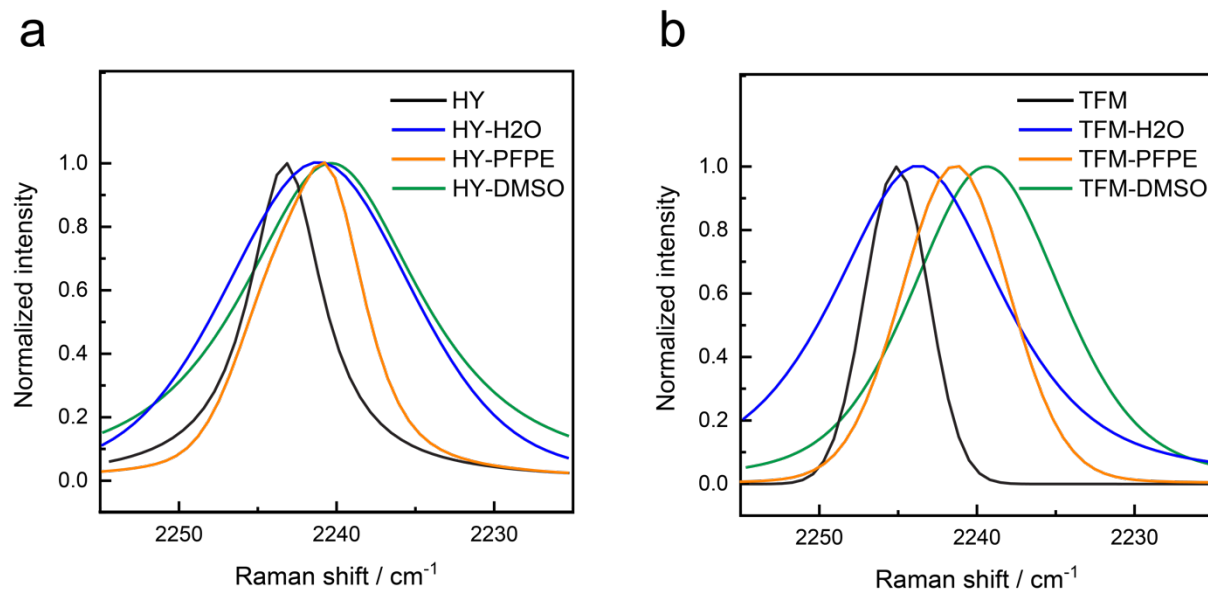 a
HY
HY-H2O
HY-PFPE
HY-DMSO
1.0
0.8
0.6
0.4
0.2
0.0
Normalized intensity
2250
2240
2230
Raman shift / cm⁻¹
b
TFM
TFM-H2O
TFM-PFPE
TFM-DMSO
1.0
0.8
0.6
0.4
0.2
0.0
Normalized intensity
2250
2240
2230
Raman shift / cm⁻¹